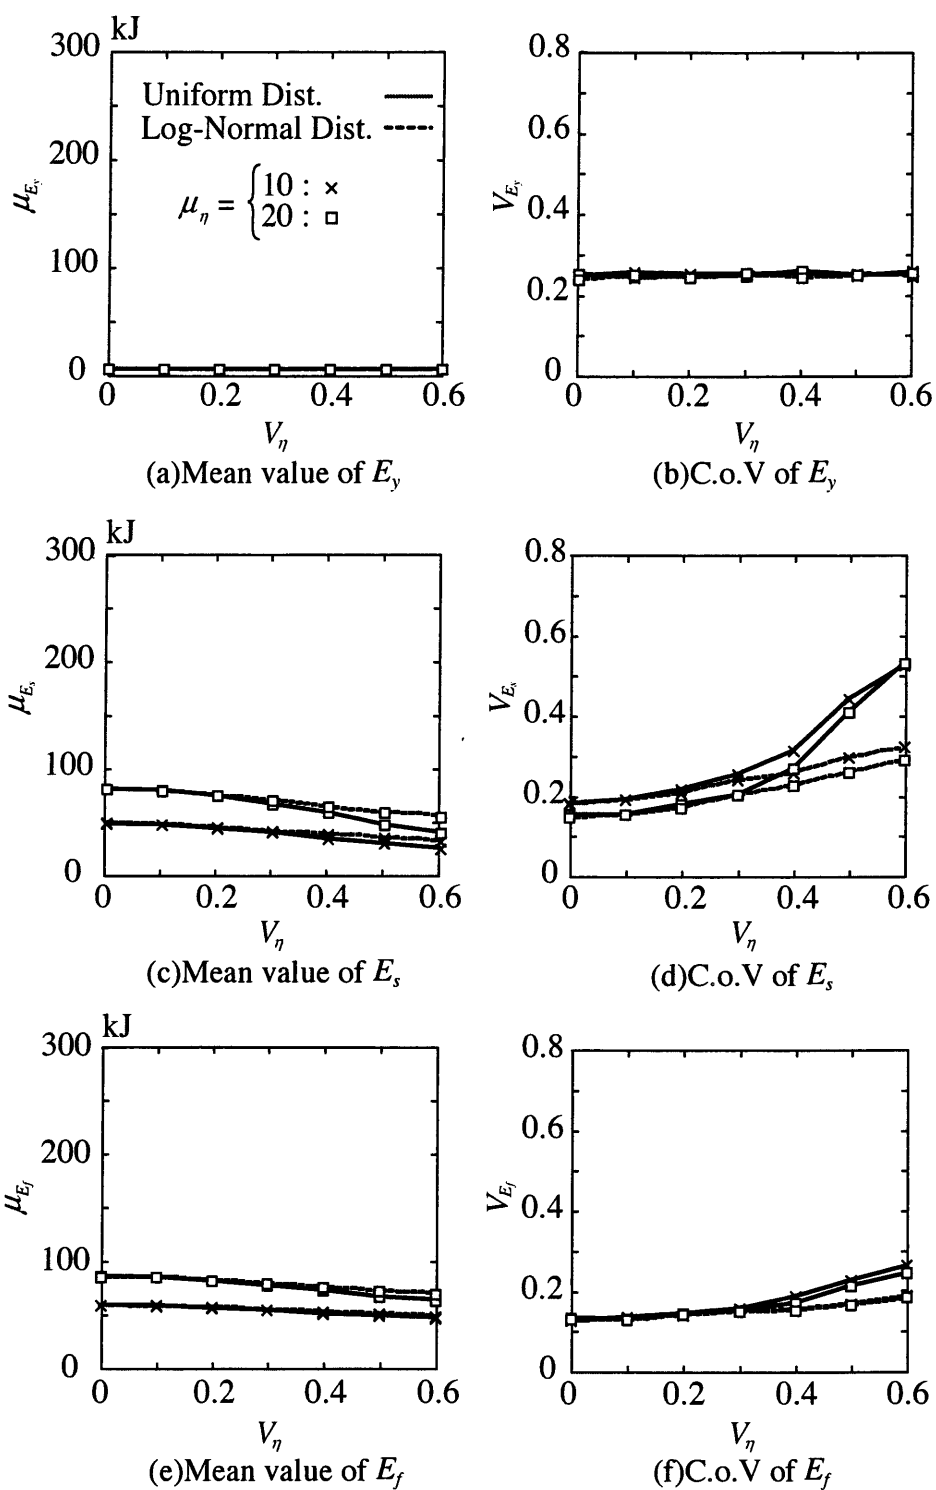 kJ
300
200
100
0
μ_{E_y}
Uniform Dist.
Log-Normal Dist.
μ_η = { 10 : ×
20 : □
0 0.2 0.4 0.6
V_η
(a)Mean value of E_y
0.8
0.6
0.4
0.2
0
V_{E_y}
0 0.2 0.4 0.6
V_η
(b)C.o.V of E_y
kJ
300
200
100
0
μ_{E_s}
0 0.2 0.4 0.6
V_η
(c)Mean value of E_s
0.8
0.6
0.4
0.2
0
V_{E_s}
0 0.2 0.4 0.6
V_η
(d)C.o.V of E_s
kJ
300
200
100
0
μ_{E_f}
0 0.2 0.4 0.6
V_η
(e)Mean value of E_f
0.8
0.6
0.4
0.2
0
V_{E_f}
0 0.2 0.4 0.6
V_η
(f)C.o.V of E_f